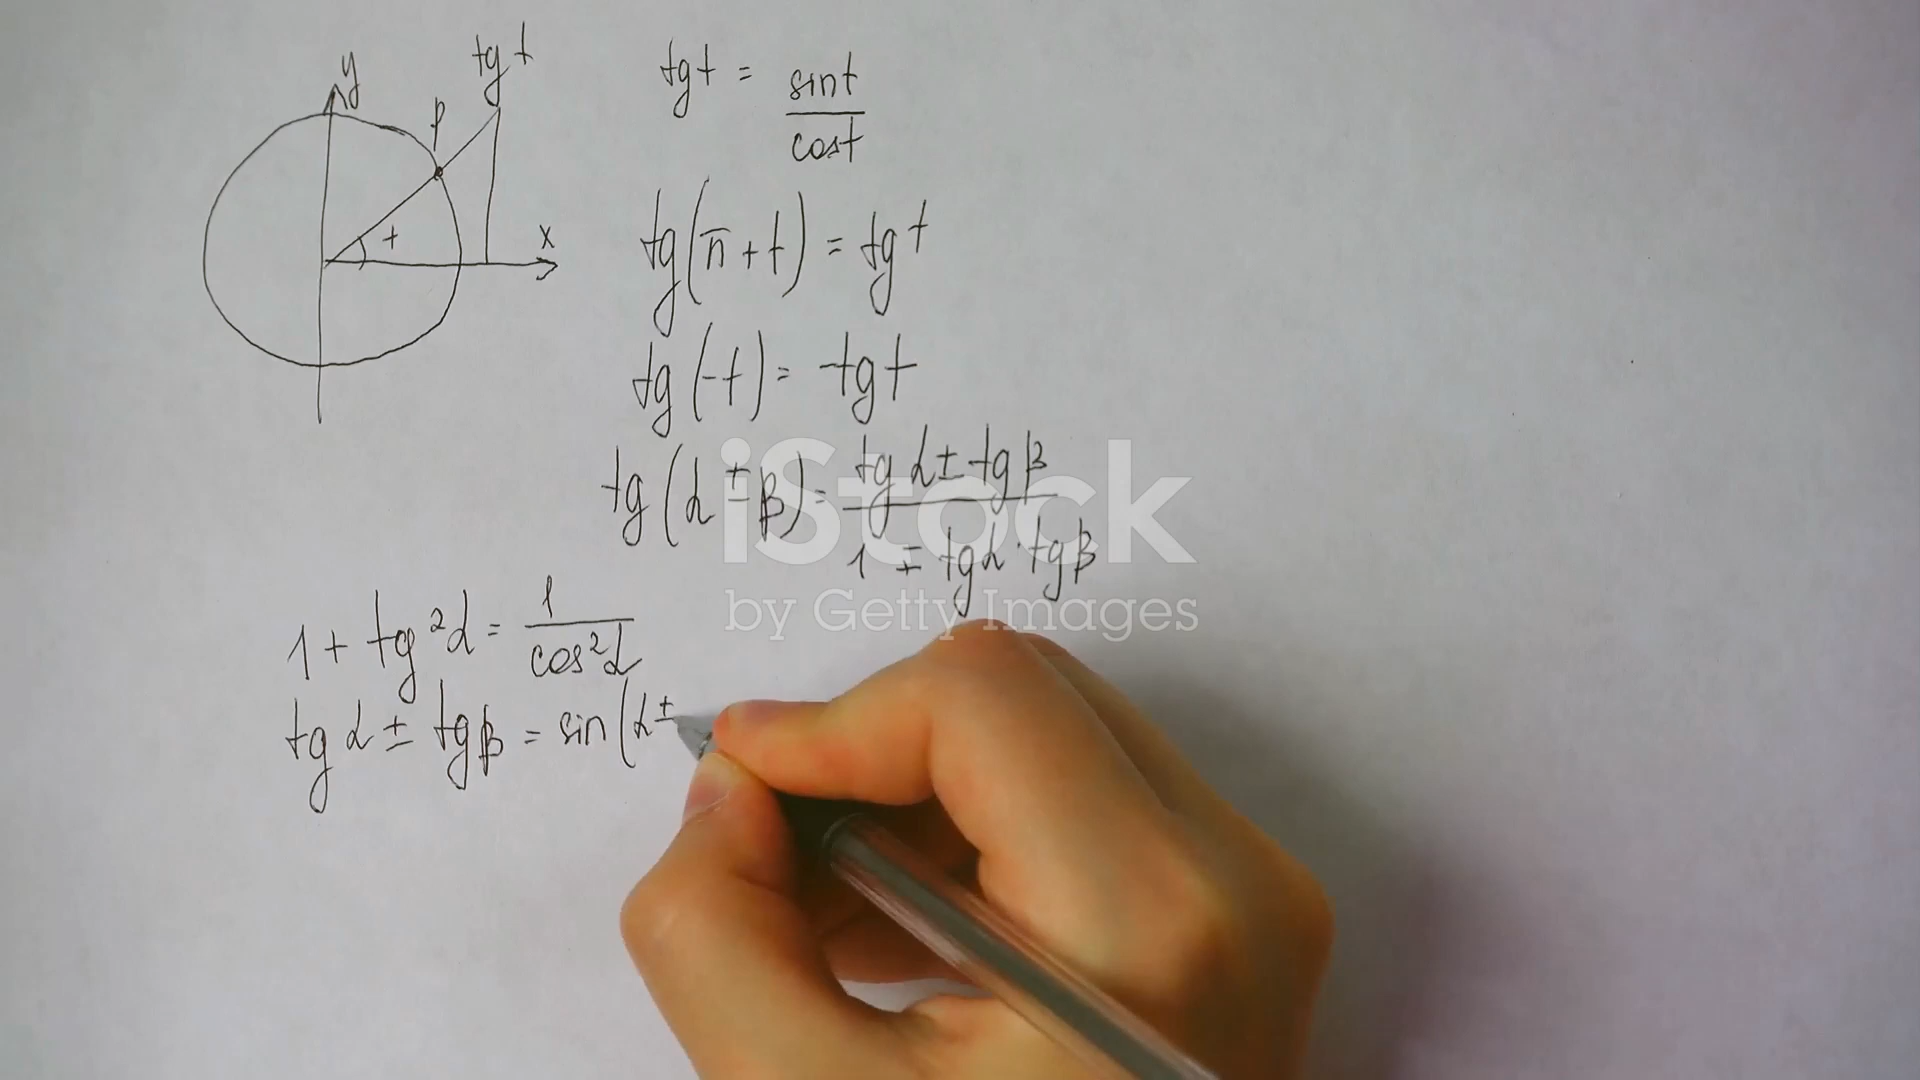 y
tg t
P
t
x
tg t = sin t / cos t
tg(π + t) = tg t
tg(-t) = -tg t
tg(α ± β) = (tg α ± tg β) / (1 ∓ tg α · tg β)
1 + tg²α = 1 / cos²α
tg α ± tg β = sin(α ±
iStock
by Getty Images